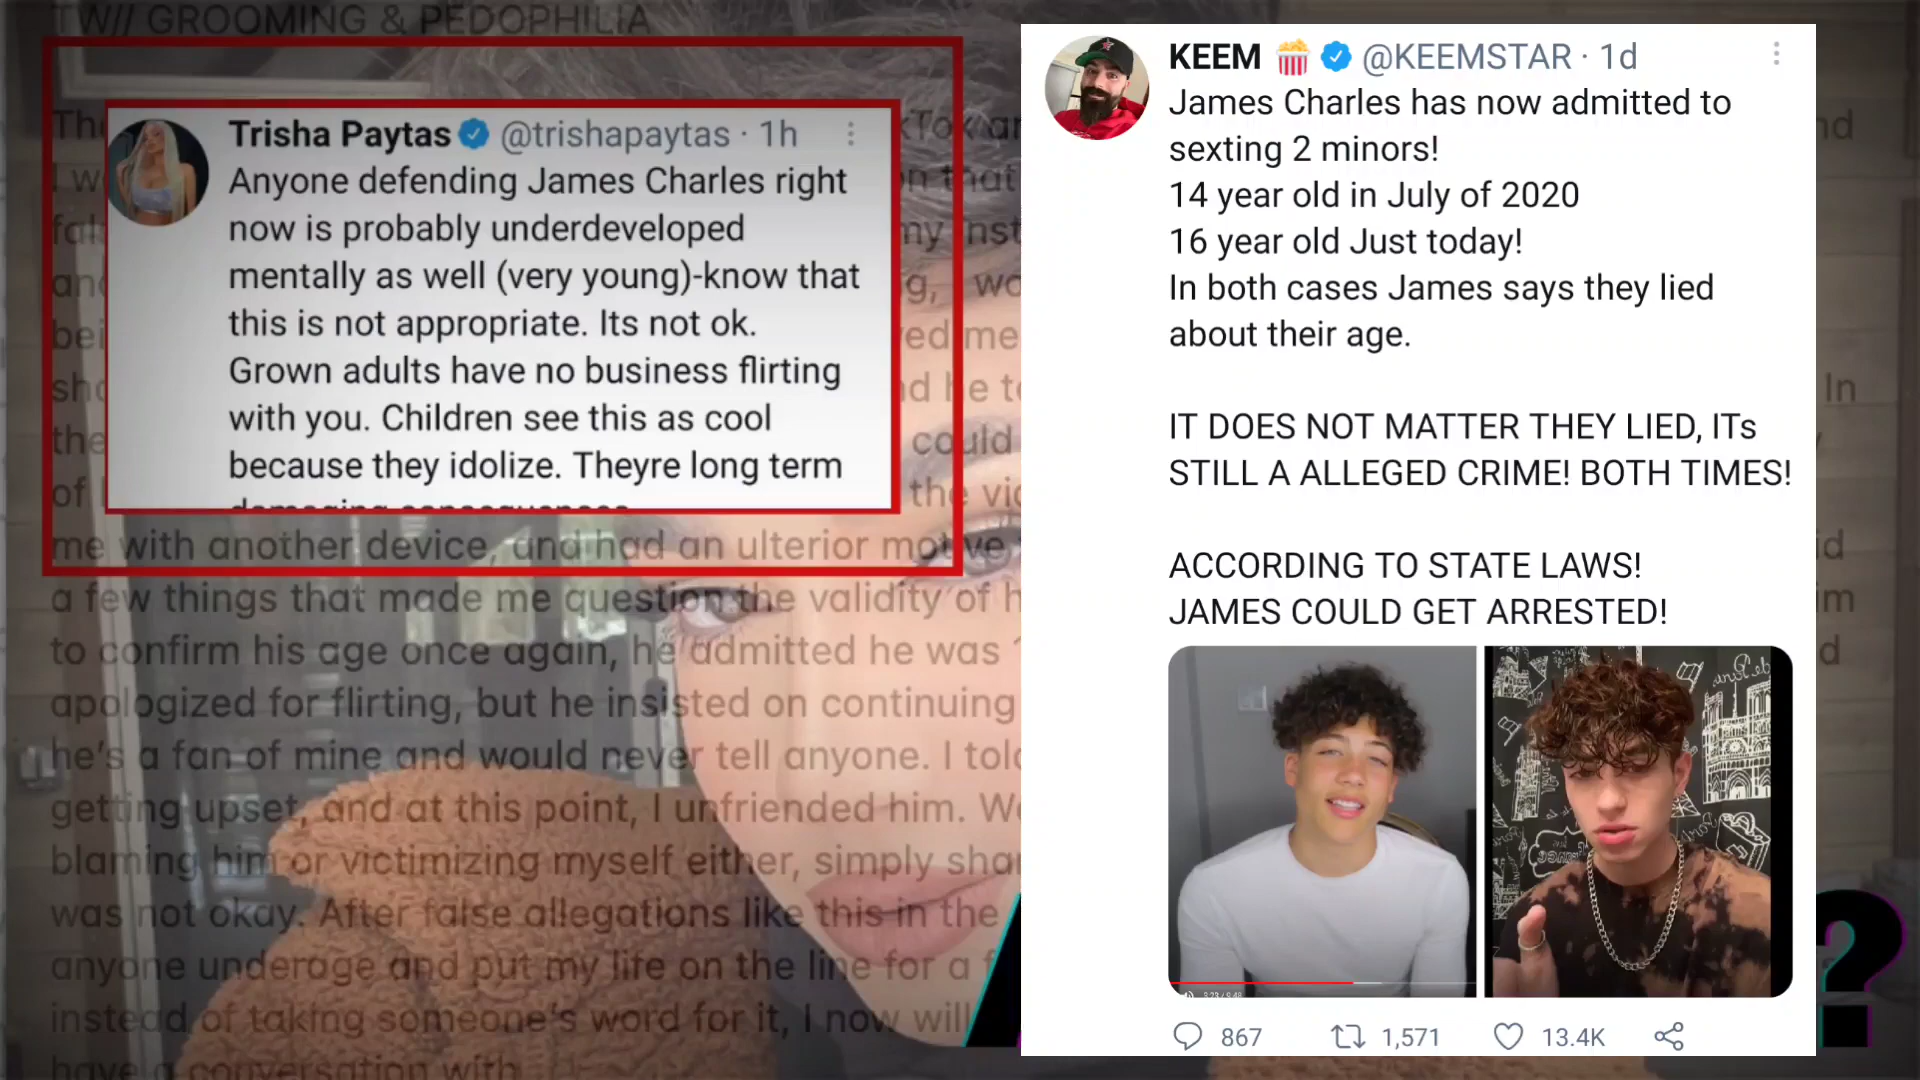 TW// GROOMING & PEDOPHILIA
Trisha Paytas @trishapaytas · 1h
Anyone defending James Charles right
now is probably underdeveloped
mentally as well (very young)-know that
this is not appropriate. Its not ok.
Grown adults have no business flirting
with you. Children see this as cool
because they idolize. Theyre long term
damaging consequences
me with another device, and had an ulterior motive
a few things that made me question the validity of
to confirm his age once again, he admitted he was
apologized for flirting, but he insisted on continuing
he's a fan of mine and would never tell anyone. I told
getting upset, and at this point, I unfriended him.
blaming him or victimizing myself either, simply
was not okay. After false allegations like this in the
anyone underage and put my life on the line for a
instead of taking someone's word for it, I now will
have a conversation with
KEEM 🍿 @KEEMSTAR · 1d
James Charles has now admitted to
sexting 2 minors!
14 year old in July of 2020
16 year old Just today!
In both cases James says they lied
about their age.
IT DOES NOT MATTER THEY LIED, ITs
STILL A ALLEGED CRIME! BOTH TIMES!
ACCORDING TO STATE LAWS!
JAMES COULD GET ARRESTED!
3:23 / 9:48
867 1,571 13.4K
?